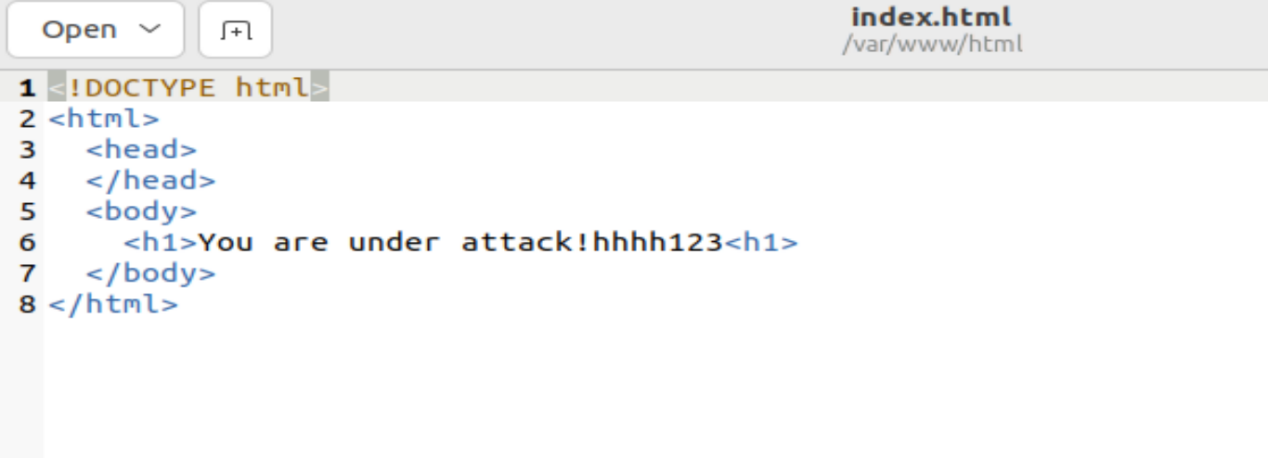 Open
index.html
/var/www/html
1 <!DOCTYPE html>
2 <html>
3   <head>
4   </head>
5   <body>
6     <h1>You are under attack!hhhh123<h1>
7   </body>
8 </html>